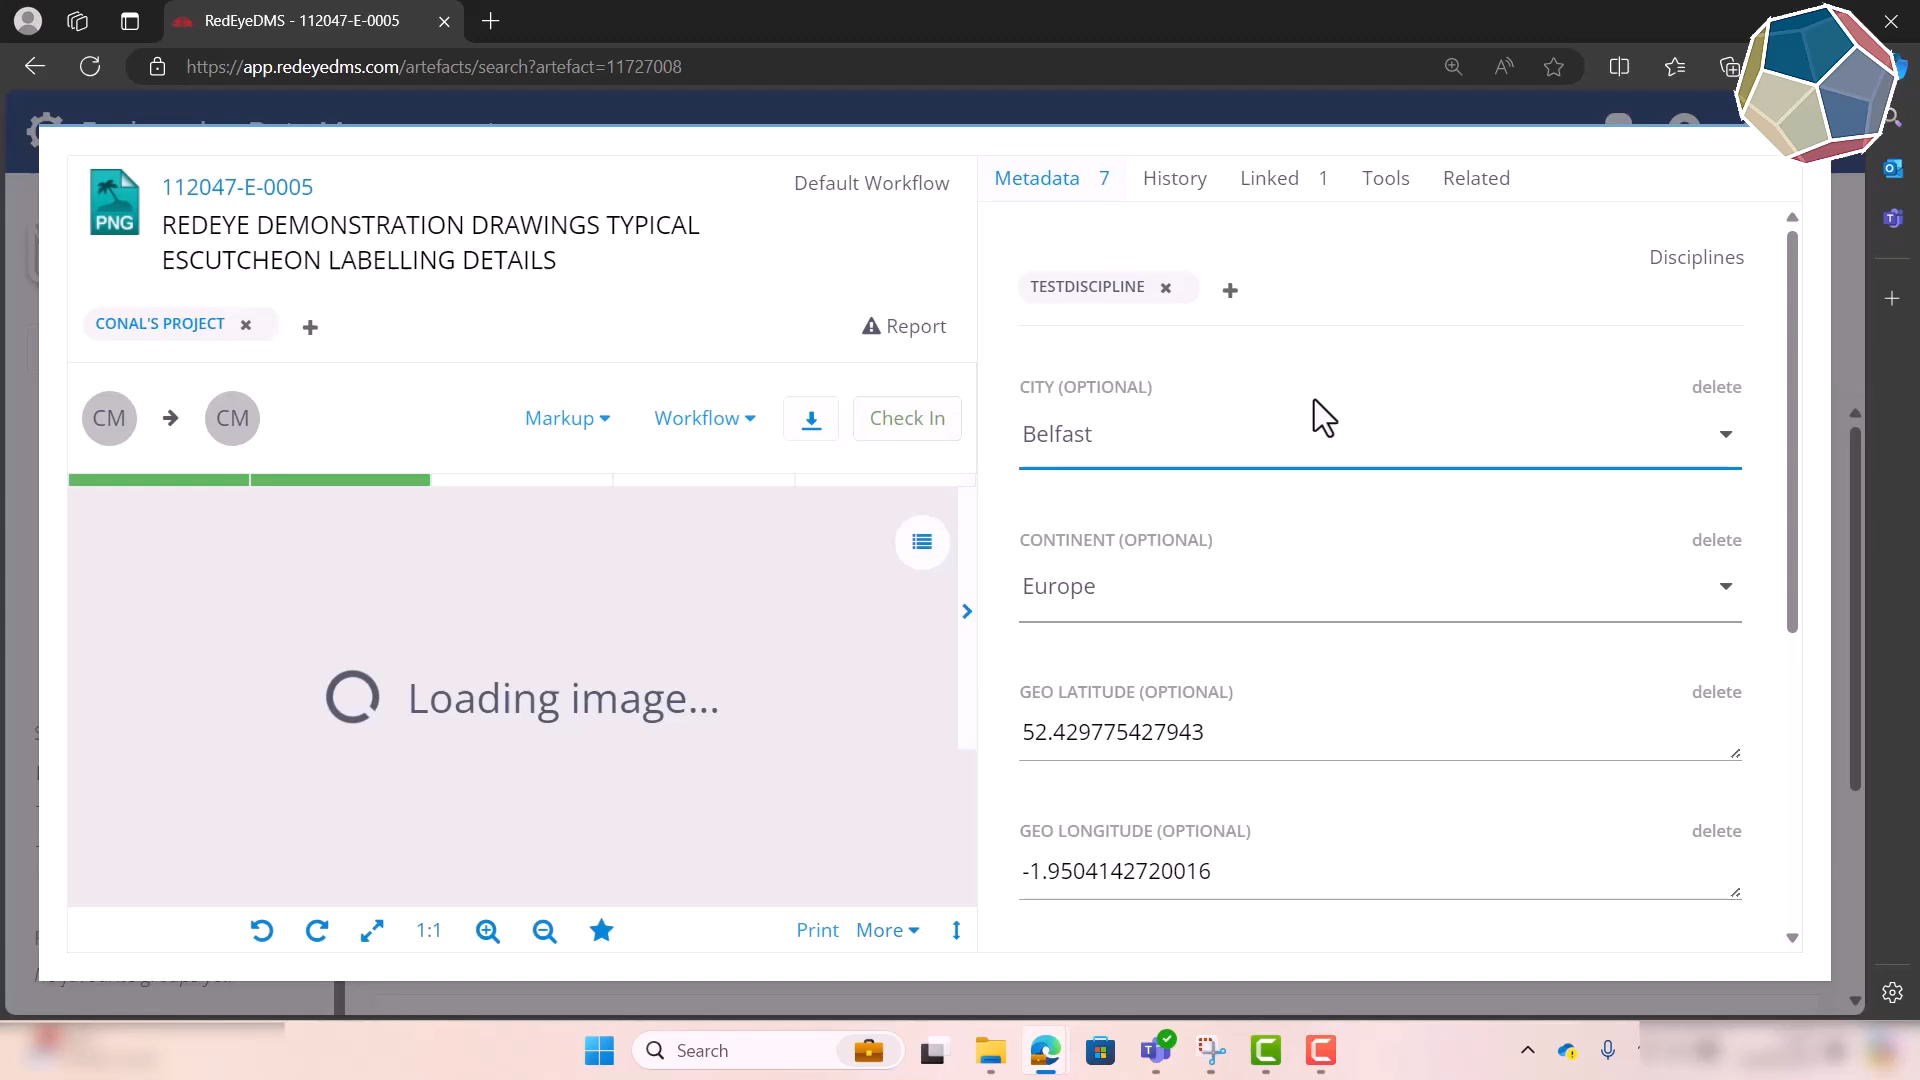 RedEyeDMS - 112047-E-0005
https://app.redeyedms.com/artefacts/search?artefact=11727008
PNG
112047-E-0005
Default Workflow
REDEYE DEMONSTRATION DRAWINGS TYPICAL
ESCUTCHEON LABELLING DETAILS
CONAL'S PROJECT
Report
CM
CM
Markup
Workflow
Check In
Loading image...
1:1
Print
More
Metadata 7
History
Linked 1
Tools
Related
Disciplines
TESTDISCIPLINE
CITY (OPTIONAL)
delete
Belfast
CONTINENT (OPTIONAL)
delete
Europe
GEO LATITUDE (OPTIONAL)
delete
52.429775427943
GEO LONGITUDE (OPTIONAL)
delete
-1.9504142720016
Search